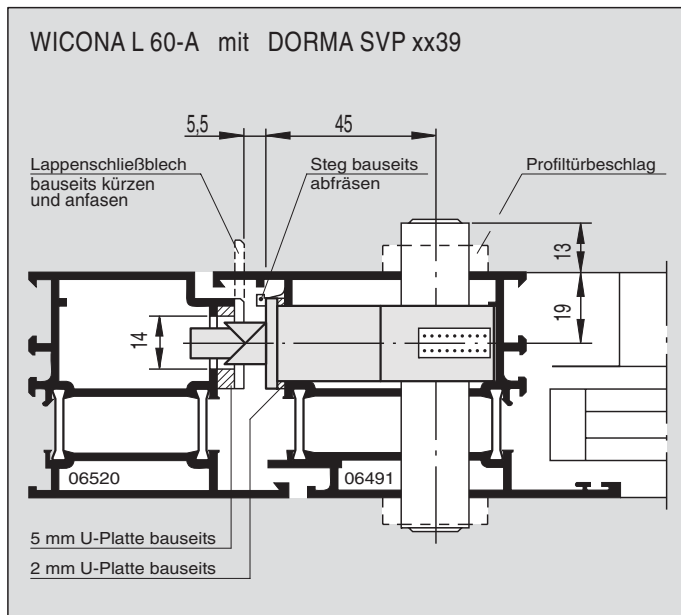 WICONA L 60-A mit DORMA SVP xx39
5,5
45
Lappenschließblech
bauseits kürzen
und anfasen
Steg bauseits
abfräsen
Profiltürbeschlag
13
19
14
06520
06491
5 mm U-Platte bauseits
2 mm U-Platte bauseits